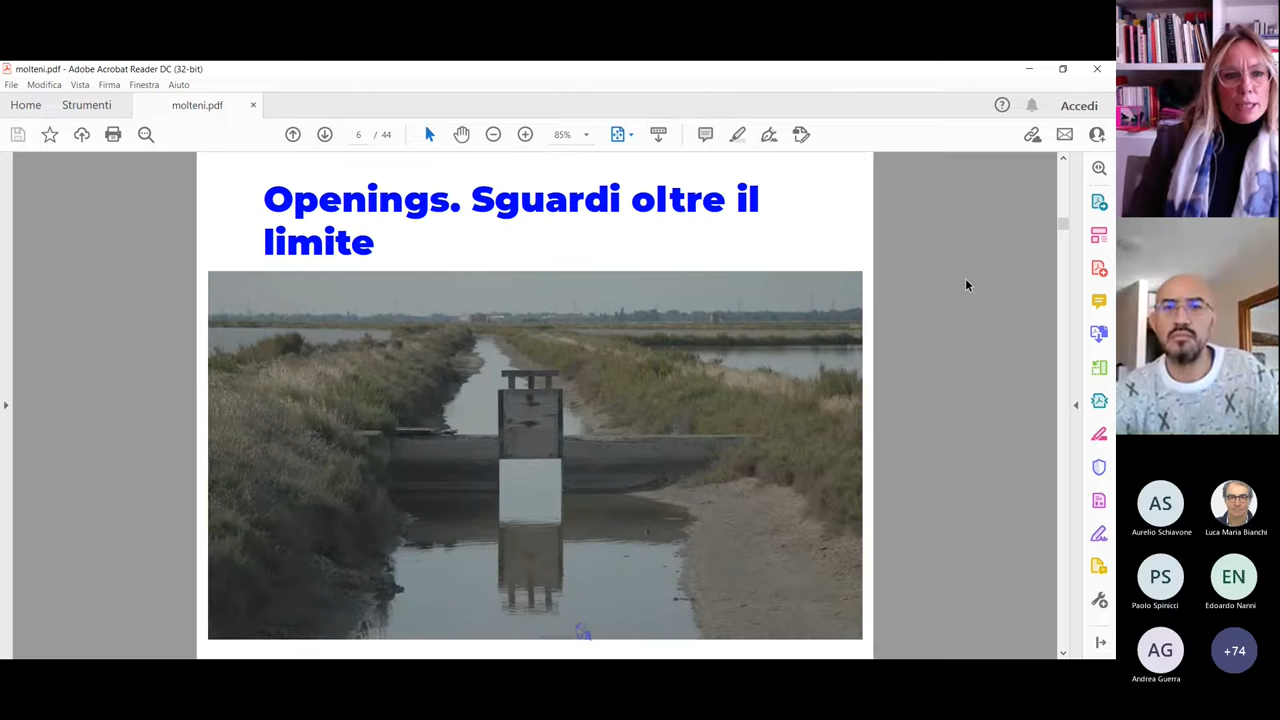 molteni.pdf - Adobe Acrobat Reader DC (32-bit)
File Modifica Vista Firma Finestra Aiuto
Home Strumenti molteni.pdf Accedi
6 / 44 85%
Openings. Sguardi oltre il
limite
AS
Aurelio Schiavone Luca Maria Bianchi
PS EN
Paolo Spinicci Edoardo Nanni
AG +74
Andrea Guerra